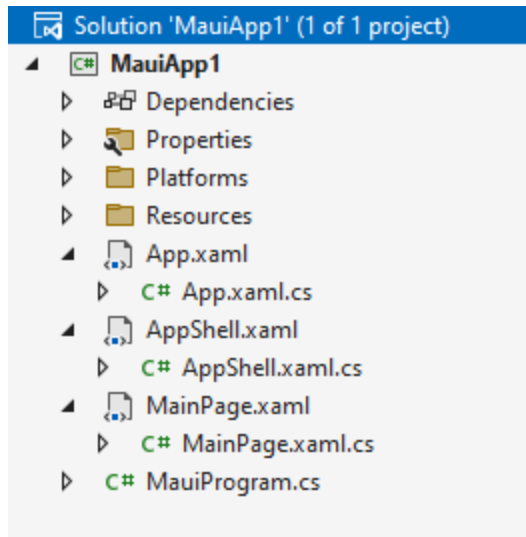 Solution 'MauiApp1' (1 of 1 project)
C# MauiApp1
Dependencies
Properties
Platforms
Resources
App.xaml
C# App.xaml.cs
AppShell.xaml
C# AppShell.xaml.cs
MainPage.xaml
C# MainPage.xaml.cs
C# MauiProgram.cs